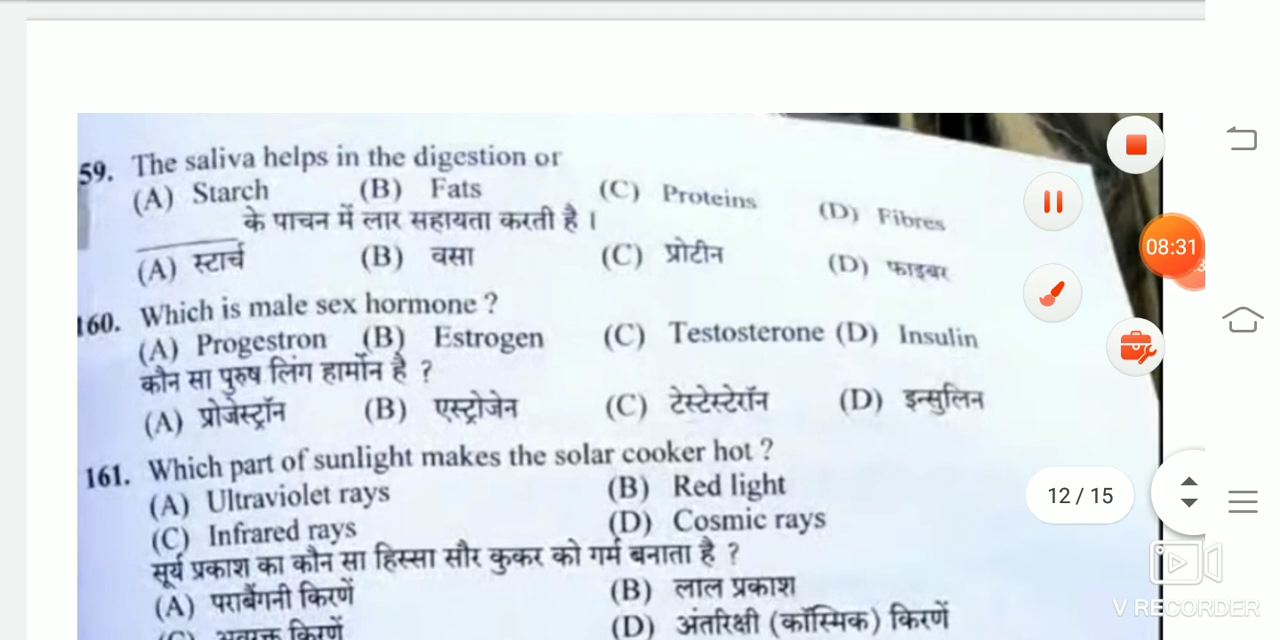 59. The saliva helps in the digestion or
(A) Starch (B) Fats (C) Proteins (D) Fibres
के पाचन में लार सहायता करती है ।
(A) स्टार्च (B) वसा (C) प्रोटीन (D) फाइबर
160. Which is male sex hormone ?
(A) Progestron (B) Estrogen (C) Testosterone (D) Insulin
कौन सा पुरुष लिंग हार्मोन है ?
(A) प्रोजेस्ट्रॉन (B) एस्ट्रोजेन (C) टेस्टेस्टेरॉन (D) इन्सुलिन
161. Which part of sunlight makes the solar cooker hot ?
(A) Ultraviolet rays (B) Red light
(C) Infrared rays (D) Cosmic rays
सूर्य प्रकाश का कौन सा हिस्सा सौर कुकर को गर्म बनाता है ?
(A) पराबैंगनी किरणें (B) लाल प्रकाश
(C) अवरक्त किरणें (D) अंतरिक्षी (कॉस्मिक) किरणें
08:31
12 / 15
V RECORDER